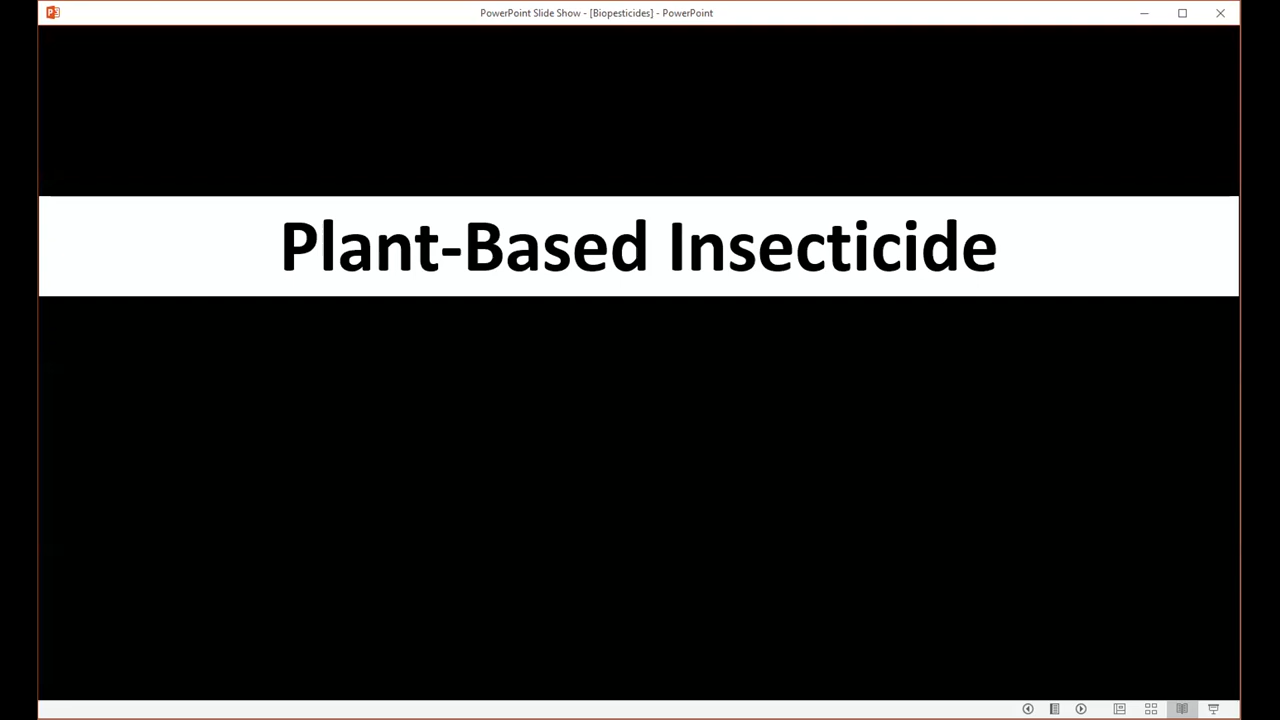 PowerPoint Slide Show - [Biopesticides] - PowerPoint
Plant-Based Insecticide